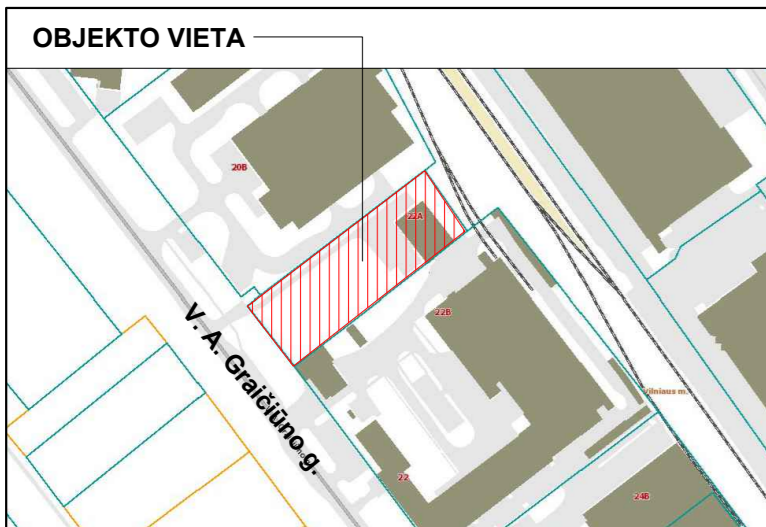 OBJEKTO VIETA
20B
22A
22B
V. A. Graičiūno g.
Vilniaus m.
22
24B